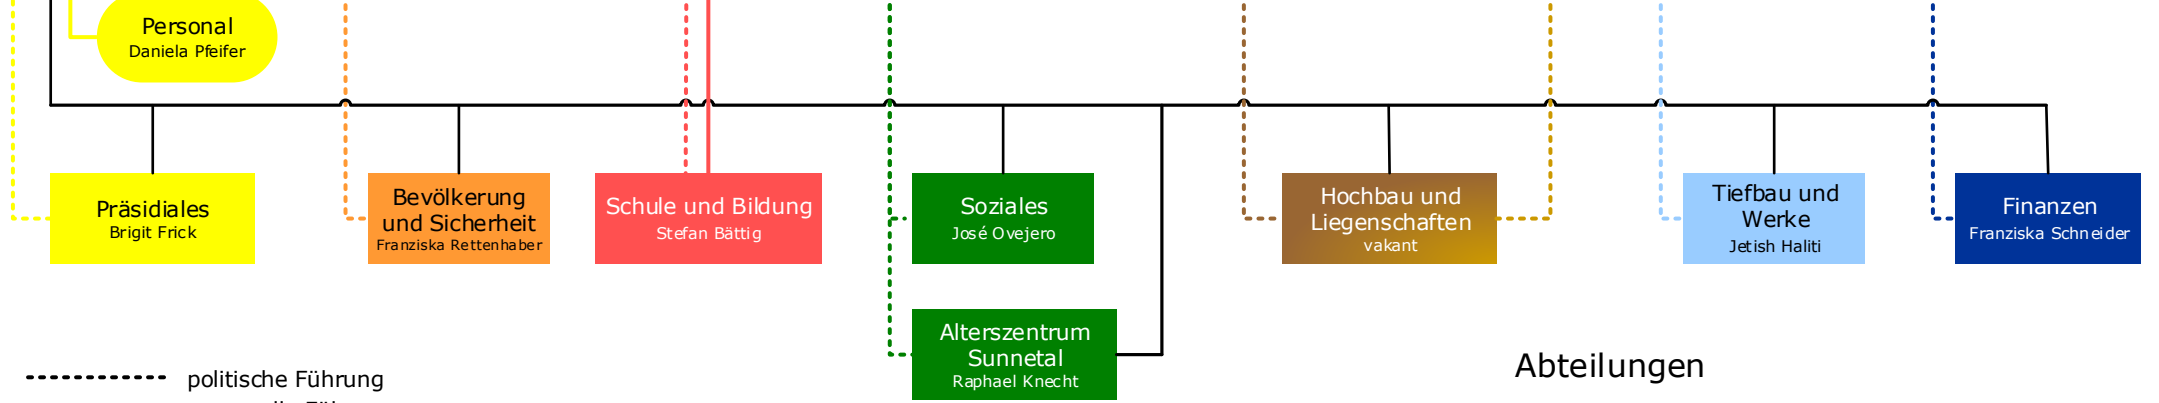 Personal
Daniela Pfeifer
Präsidiales
Brigit Frick
Bevölkerung
und Sicherheit
Franziska Rettenhaber
Schule und Bildung
Stefan Bättig
Soziales
José Ovejero
Hochbau und
Liegenschaften
vakant
Tiefbau und
Werke
Jetish Haliti
Finanzen
Franziska Schneider
Alterszentrum
Sunnetal
Raphael Knecht
Abteilungen
politische Führung